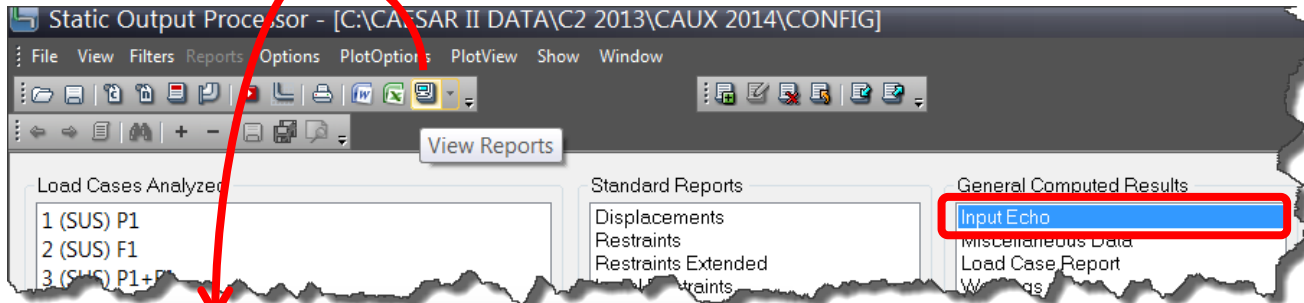 Static Output Processor - [C:\CAESAR II DATA\C2 2013\CAUX 2014\CONFIG]
File View Filters Reports Options PlotOptions PlotView Show Window
View Reports
Load Cases Analyzed Standard Reports General Computed Results
1 (SUS) P1 Displacements Input Echo
2 (SUS) F1 Restraints Miscellaneous Data
3 (SUS) Restraints Extended Load Case Report